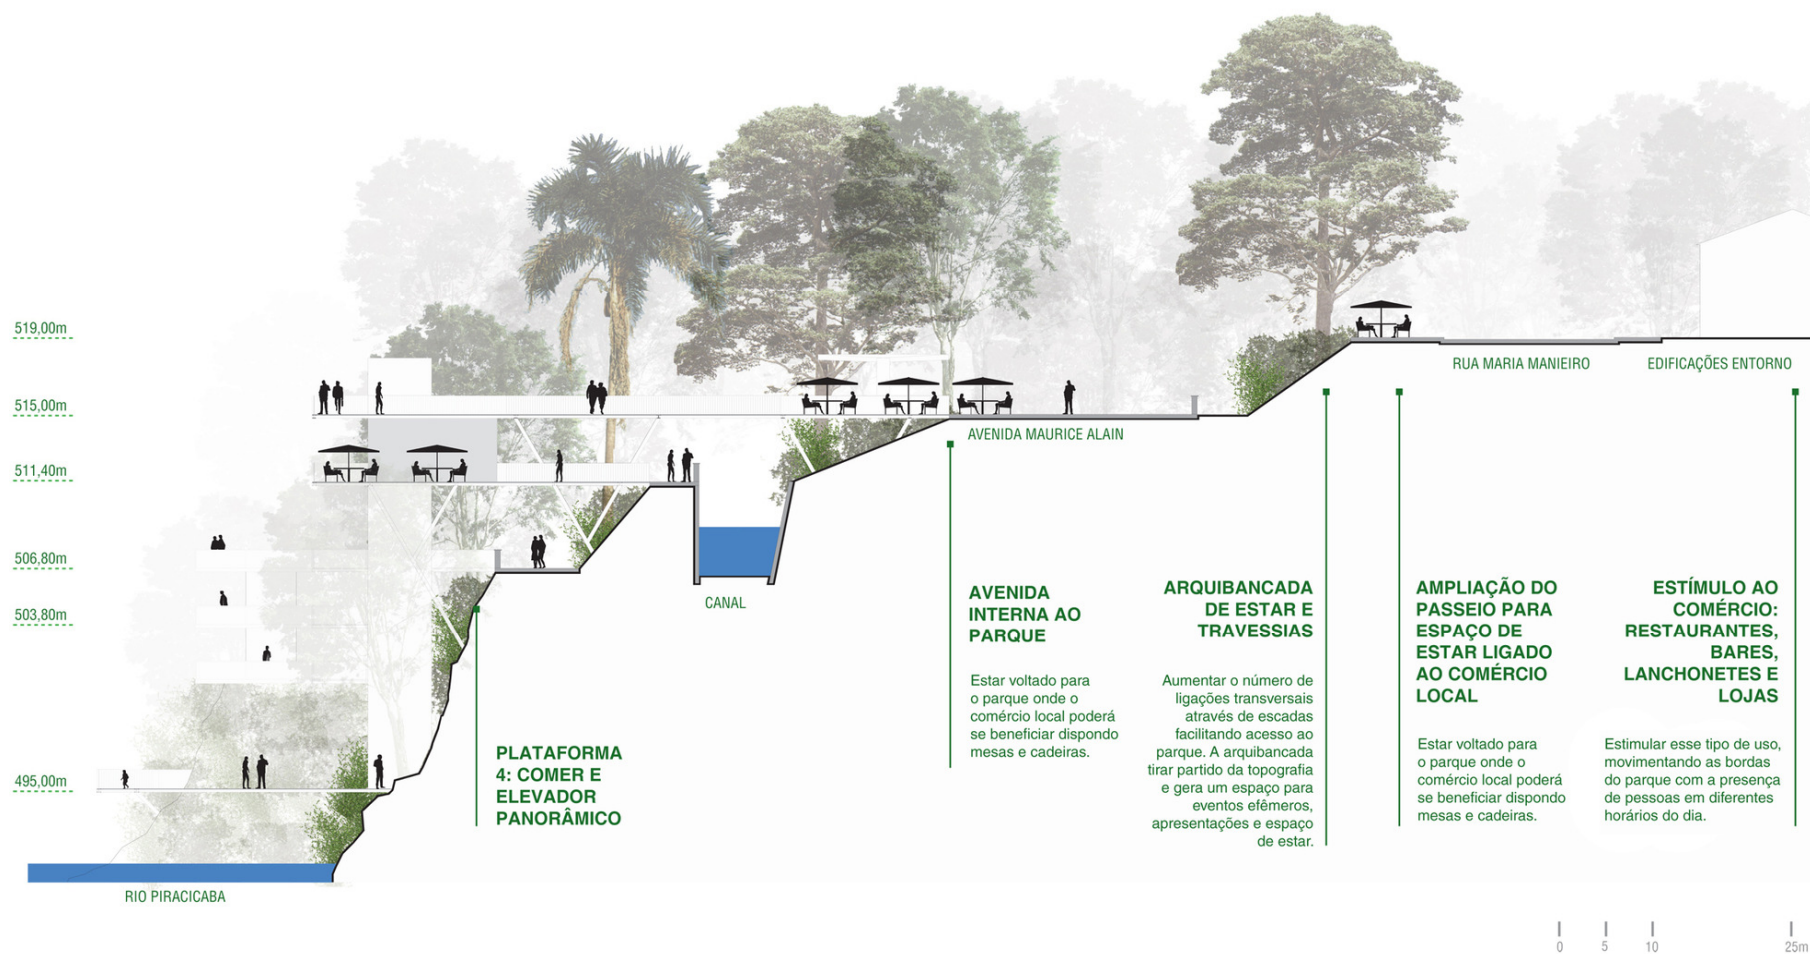 519,00m
515,00m
511,40m
506,80m
503,80m
495,00m
RUA MARIA MANIEIRO
EDIFICAÇÕES ENTORNO
AVENIDA MAURICE ALAIN
CANAL
RIO PIRACICABA
PLATAFORMA
4: COMER E
ELEVADOR
PANORÂMICO
AVENIDA
INTERNA AO
PARQUE
Estar voltado para
o parque onde o
comércio local poderá
se beneficiar dispondo
mesas e cadeiras.
ARQUIBANCADA
DE ESTAR E
TRAVESSIAS
Aumentar o número de
ligações transversais
através de escadas
facilitando acesso ao
parque. A arquibancada
tirar partido da topografia
e gera um espaço para
eventos efêmeros,
apresentações e espaço
de estar.
AMPLIAÇÃO DO
PASSEIO PARA
ESPAÇO DE
ESTAR LIGADO
AO COMÉRCIO
LOCAL
Estar voltado para
o parque onde o
comércio local poderá
se beneficiar dispondo
mesas e cadeiras.
ESTÍMULO AO
COMÉRCIO:
RESTAURANTES,
BARES,
LANCHONETES E
LOJAS
Estimular esse tipo de uso,
movimentando as bordas
do parque com a presença
de pessoas em diferentes
horários do dia.
0 5 10 25m